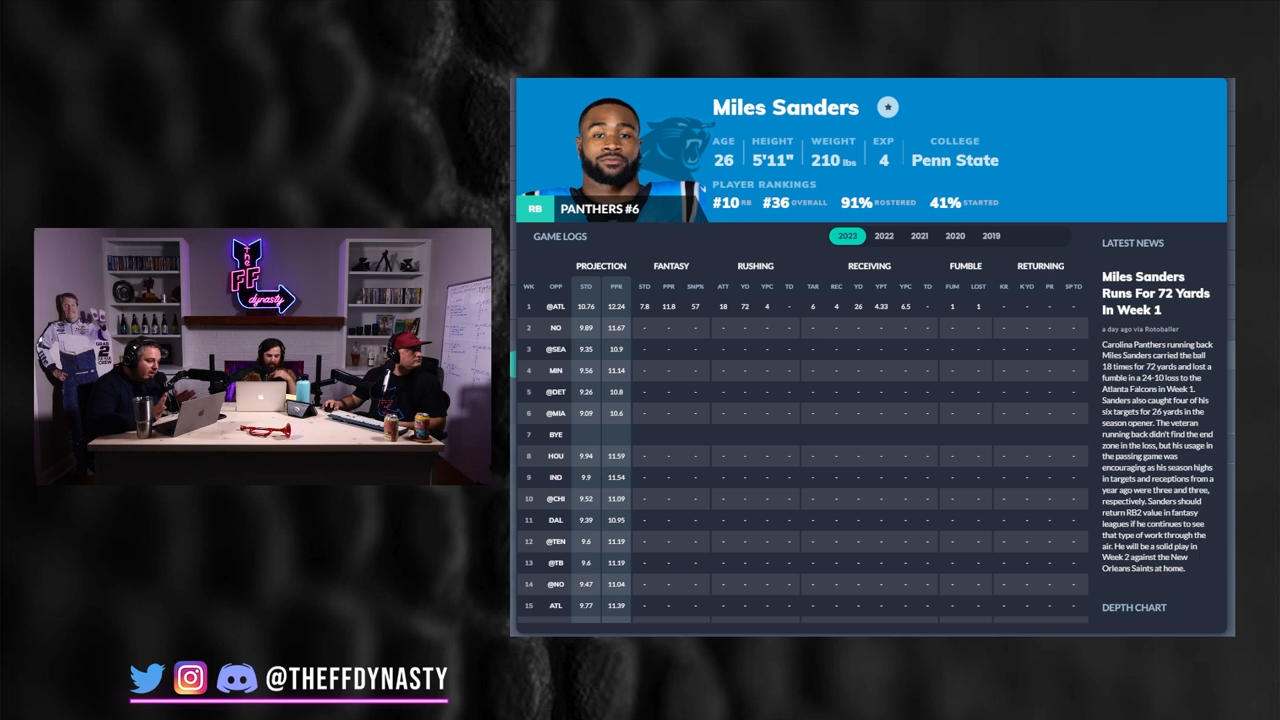 Miles Sanders
AGE HEIGHT WEIGHT EXP COLLEGE
26 5'11" 210 lbs 4 Penn State
PLAYER RANKINGS
#10 RB #36 OVERALL 91% ROSTERED 41% STARTED
RB PANTHERS #6
GAME LOGS
2023 2022 2021 2020 2019
PROJECTION FANTASY RUSHING RECEIVING FUMBLE RETURNING
WK OPP STD PPR STD PPR SNP% ATT YD YPC TD TAR REC YD YPT YPC TD FUM LOST KR K YD PR SP TD
1 @ATL 10.76 12.24 7.8 11.8 57 18 72 4 - 6 4 26 4.33 6.5 - 1 1 - - - -
2 NO 9.89 11.67 - - - - - - - - - - - - - - - - - - -
3 @SEA 9.35 10.9 - - - - - - - - - - - - - - - - - - -
4 MIN 9.56 11.14 - - - - - - - - - - - - - - - - - - -
5 @DET 9.26 10.8 - - - - - - - - - - - - - - - - - - -
6 @MIA 9.09 10.6 - - - - - - - - - - - - - - - - - - -
7 BYE
8 HOU 9.94 11.59 - - - - - - - - - - - - - - - - - - -
9 IND 9.9 11.54 - - - - - - - - - - - - - - - - - - -
10 @CHI 9.52 11.09 - - - - - - - - - - - - - - - - - - -
11 DAL 9.39 10.95 - - - - - - - - - - - - - - - - - - -
12 @TEN 9.6 11.19 - - - - - - - - - - - - - - - - - - -
13 @TB 9.6 11.19 - - - - - - - - - - - - - - - - - - -
14 @NO 9.47 11.04 - - - - - - - - - - - - - - - - - - -
15 ATL 9.77 11.39 - - - - - - - - - - - - - - - - - - -
LATEST NEWS
Miles Sanders
Runs For 72 Yards
In Week 1
a day ago via Rotoballer
Carolina Panthers running back
Miles Sanders carried the ball
18 times for 72 yards and lost a
fumble in a 24-10 loss to the
Atlanta Falcons in Week 1.
Sanders also caught four of his
six targets for 26 yards in the
season opener. The veteran
running back didn't find the end
zone in the loss, but his usage in
the passing game was
encouraging as his season highs
in targets and receptions from a
year ago were three and three,
respectively. Sanders should
return RB2 value in fantasy
leagues if he continues to see
that type of work through the
air. He will be a solid play in
Week 2 against the New
Orleans Saints at home.
DEPTH CHART
The
FF
dynasty
GRAB
2
@THEFFDYNASTY